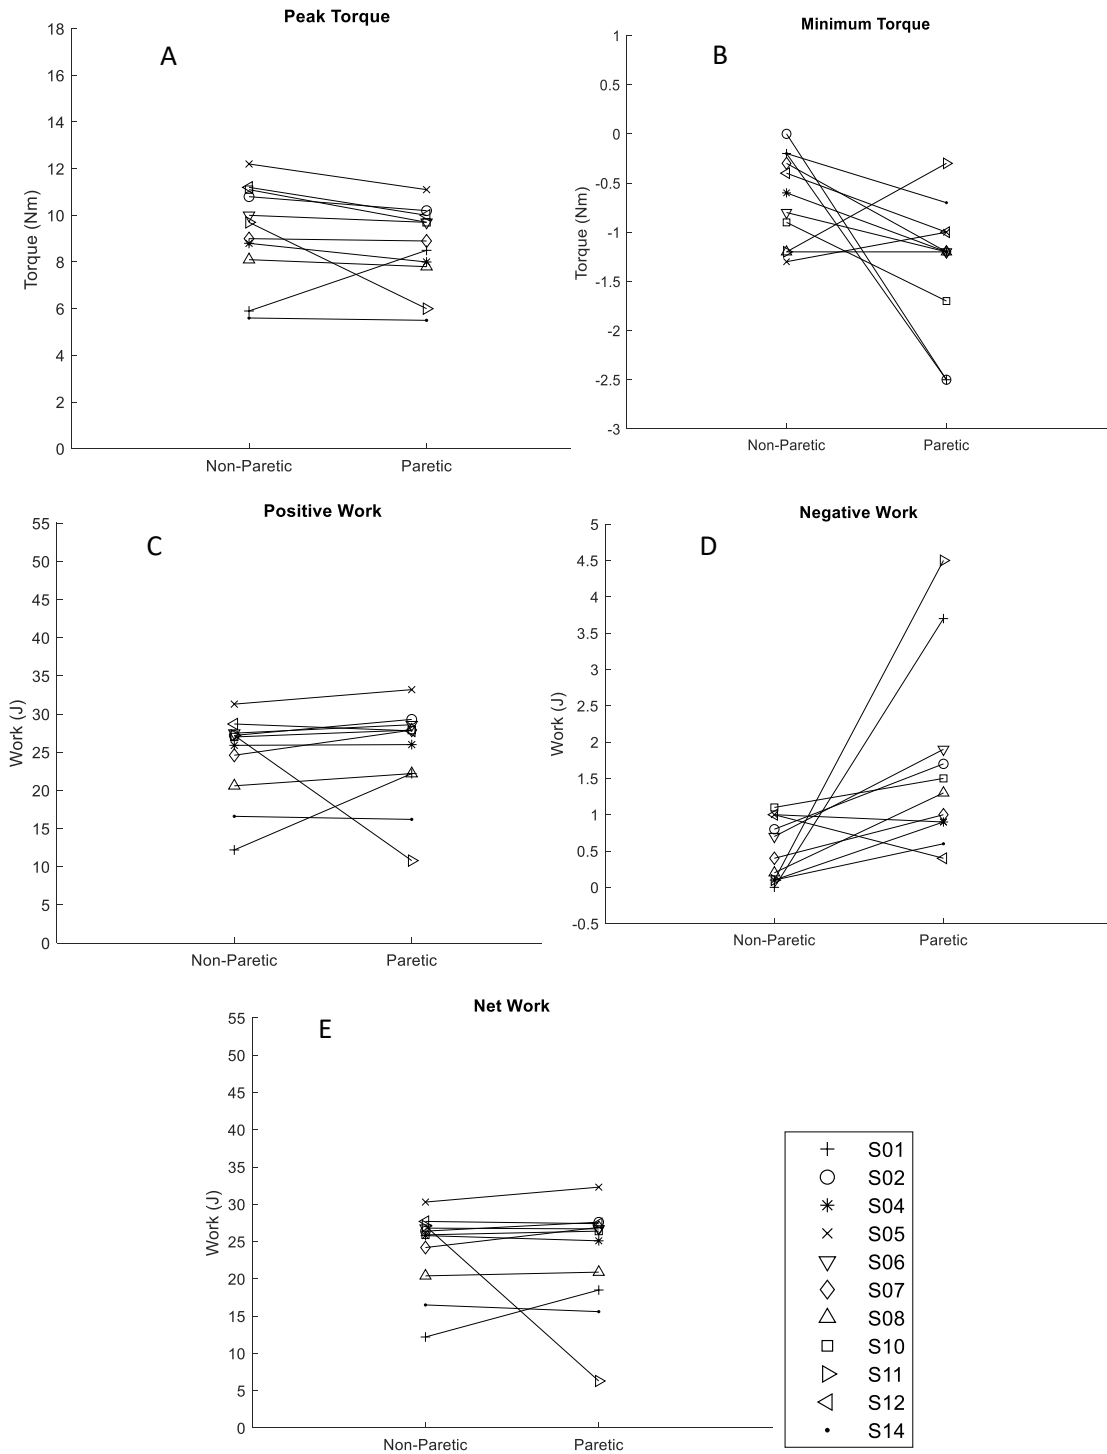 Peak Torque
A
18
16
14
12
10
8
6
4
2
0
Torque (Nm)
Non-Paretic
Paretic
Minimum Torque
B
1
0.5
0
-0.5
-1
-1.5
-2
-2.5
-3
Torque (Nm)
Non-Paretic
Paretic
Positive Work
C
55
50
45
40
35
30
25
20
15
10
5
0
Work (J)
Non-Paretic
Paretic
Negative Work
D
5
4.5
4
3.5
3
2.5
2
1.5
1
0.5
0
-0.5
Work (J)
Non-Paretic
Paretic
Net Work
E
55
50
45
40
35
30
25
20
15
10
5
0
Work (J)
Non-Paretic
Paretic
S01
S02
S04
S05
S06
S07
S08
S10
S11
S12
S14